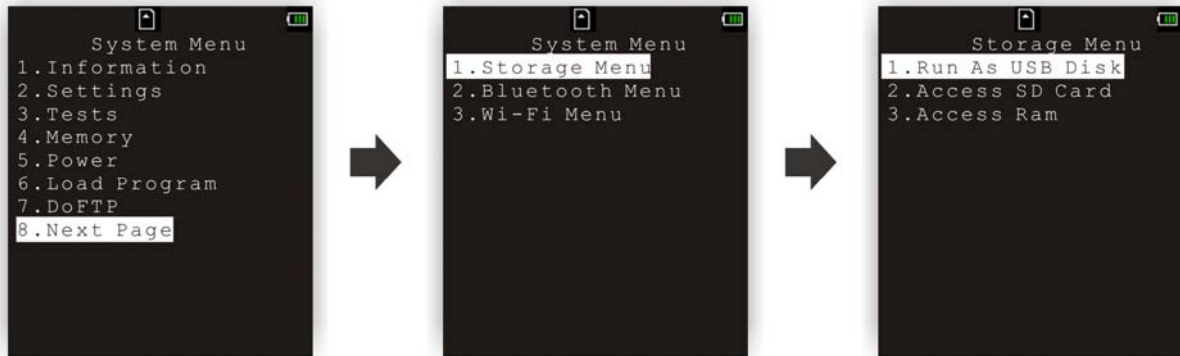 System Menu
1.Information
2.Settings
3.Tests
4.Memory
5.Power
6.Load Program
7.DoFTP
8.Next Page
System Menu
1.Storage Menu
2.Bluetooth Menu
3.Wi-Fi Menu
Storage Menu
1.Run As USB Disk
2.Access SD Card
3.Access Ram